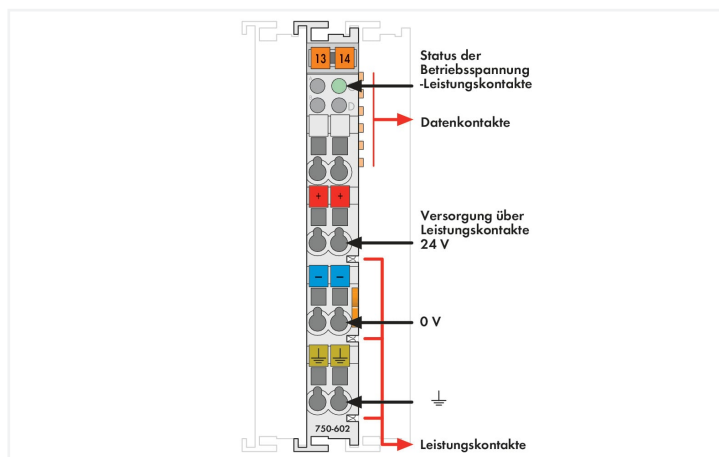 13 14
Status der
Betriebsspannung
-Leistungskontakte
Datenkontakte
+ +
Versorgung über
Leistungskontakte
24 V
– –
0 V
750-602
Leistungskontakte